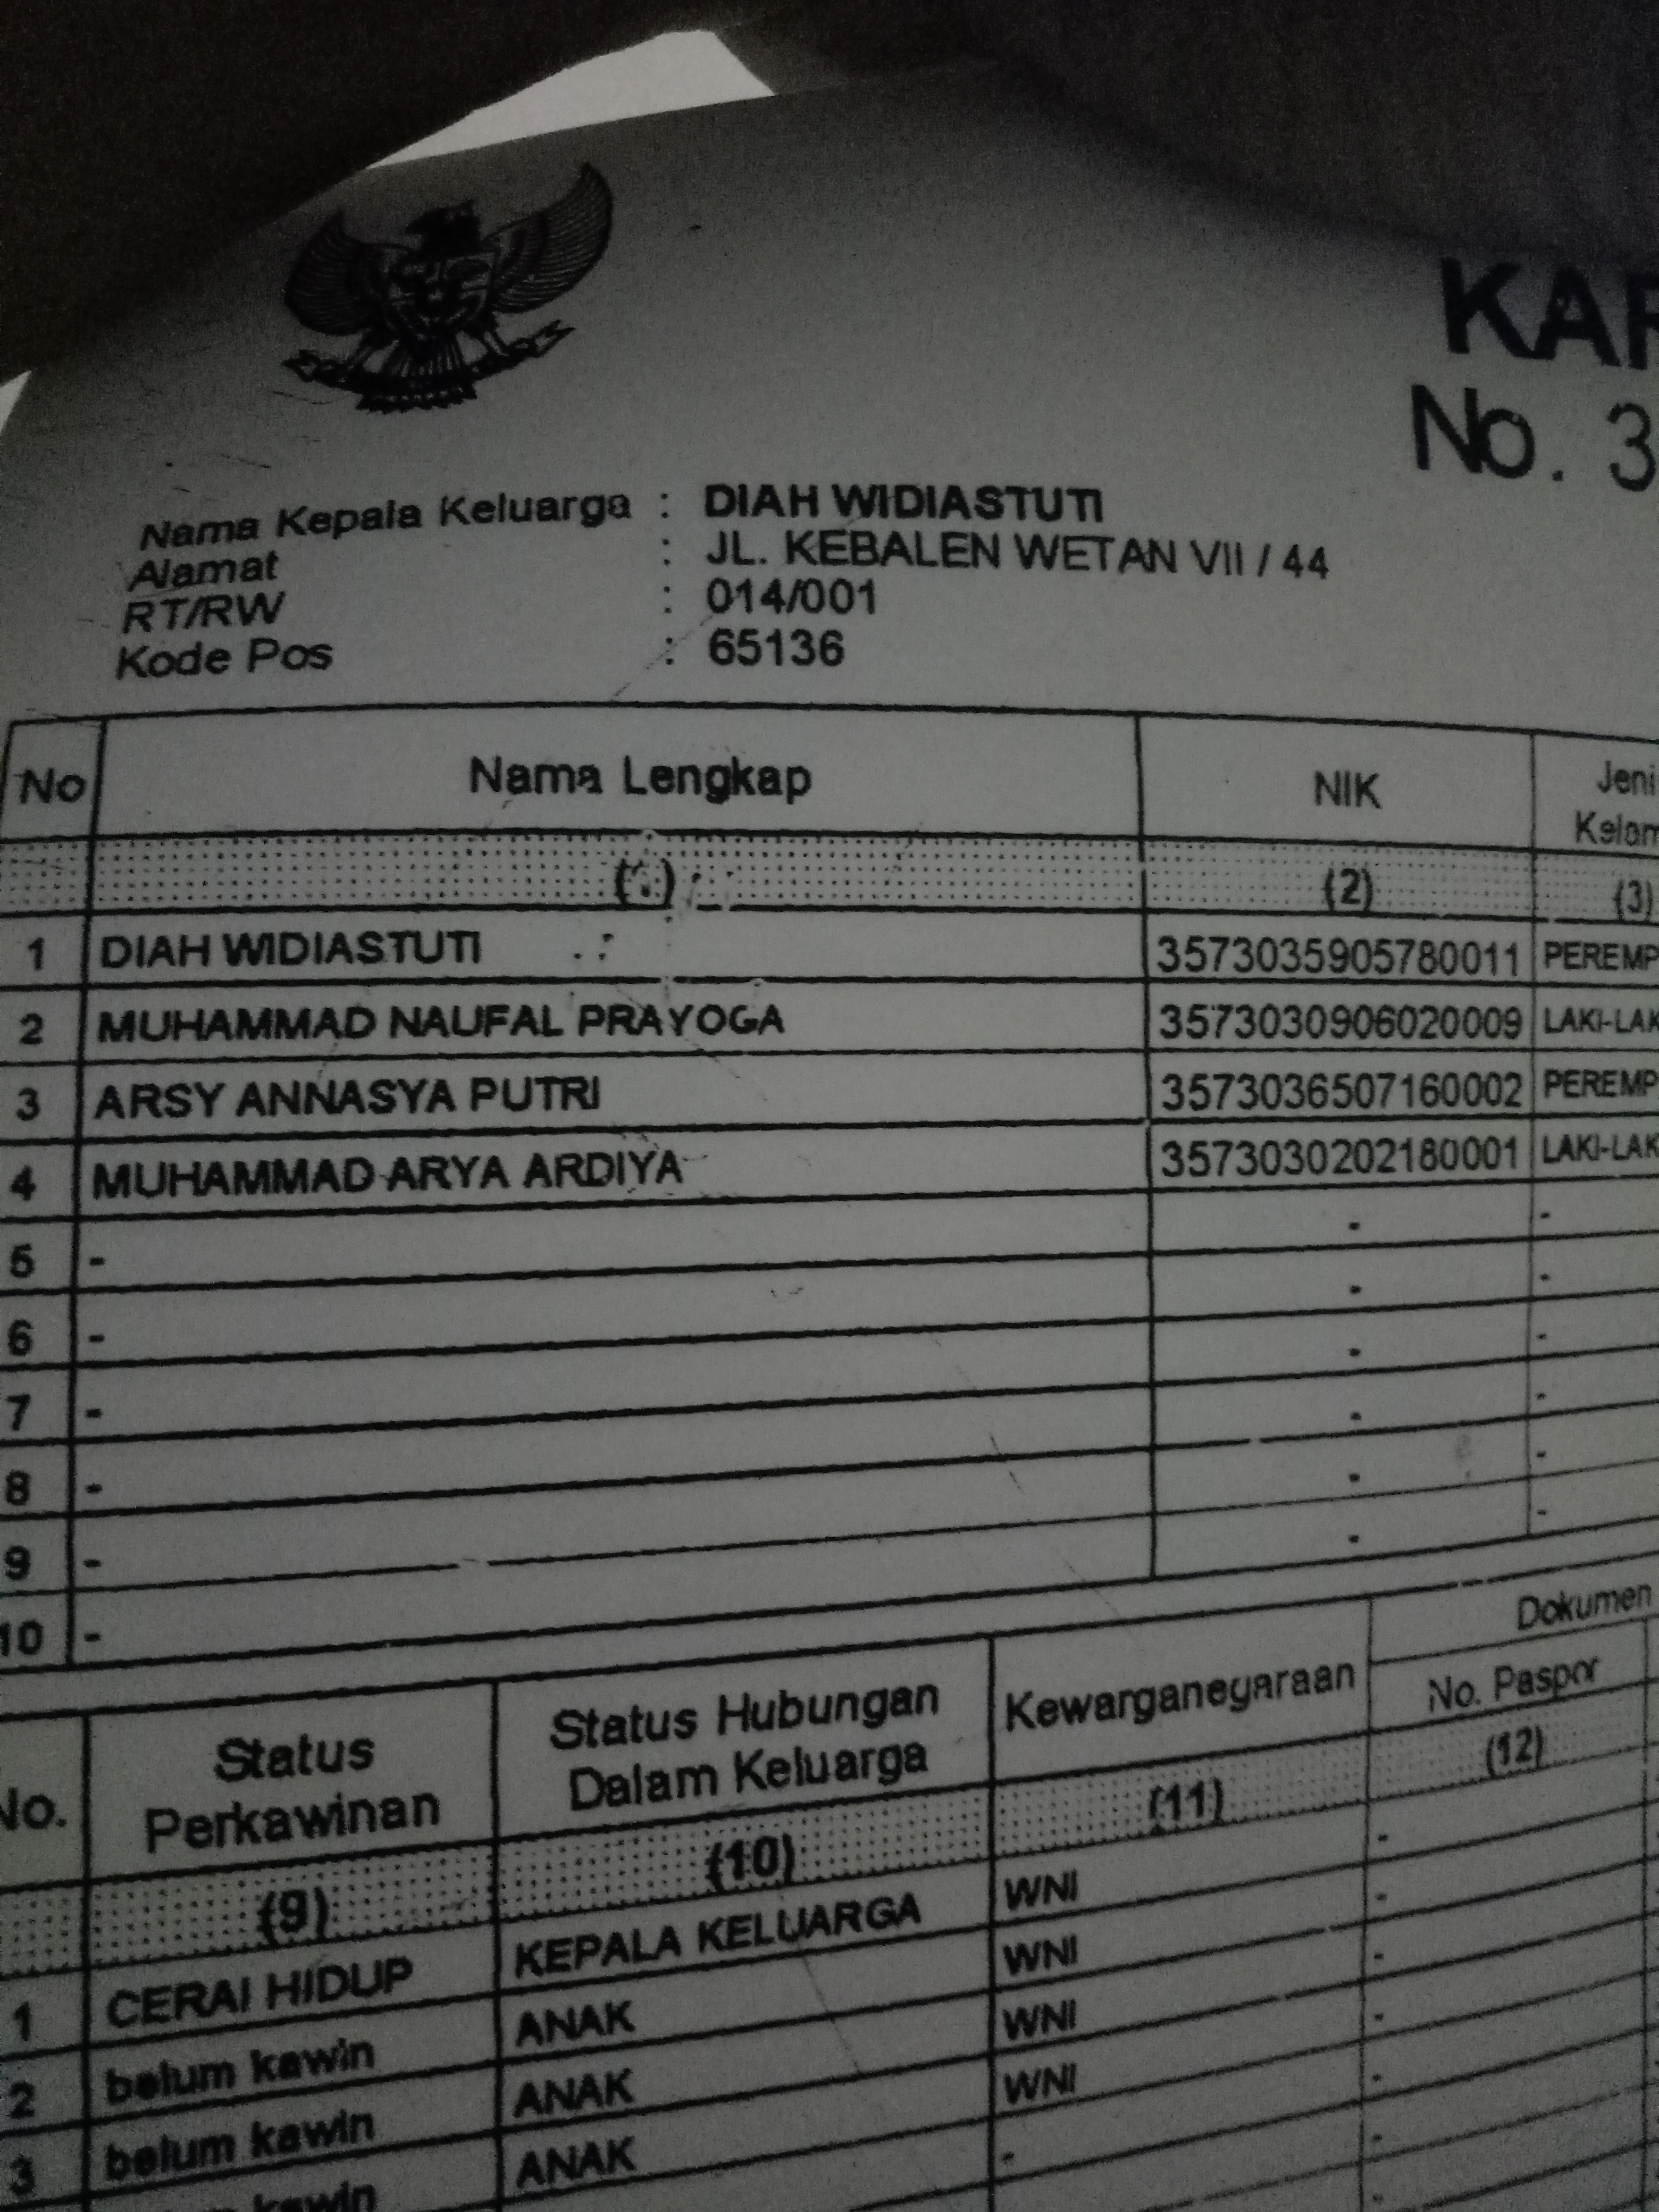 KAR
No. 3
Nama Kepala Keluarga : DIAH WIDIASTUTI
Alamat : JL. KEBALEN WETAN VII / 44
RT/RW : 014/001
Kode Pos : 65136
No Nama Lengkap NIK Jeni
Kelam
(2) (3)
1 DIAH WIDIASTUTI 3573035905780011 PEREMP
2 MUHAMMAD NAUFAL PRAYOGA 3573030906020009 LAKI-LAK
3 ARSY ANNASYA PUTRI 3573036507160002 PEREMP
4 MUHAMMAD ARYA ARDIYA 3573030202180001 LAKI-LAK
5 - - -
6 - - -
7 - - -
8 - - -
9 - - -
10 - - -
No. Status Perkawinan Status Hubungan Dalam Keluarga Kewarganegaraan Dokumen
No. Paspor
(9) (10) (11) (12)
1 CERAI HIDUP KEPALA KELUARGA WNI -
2 belum kawin ANAK WNI -
3 belum kawin ANAK WNI -
kawin ANAK WNI -
- -